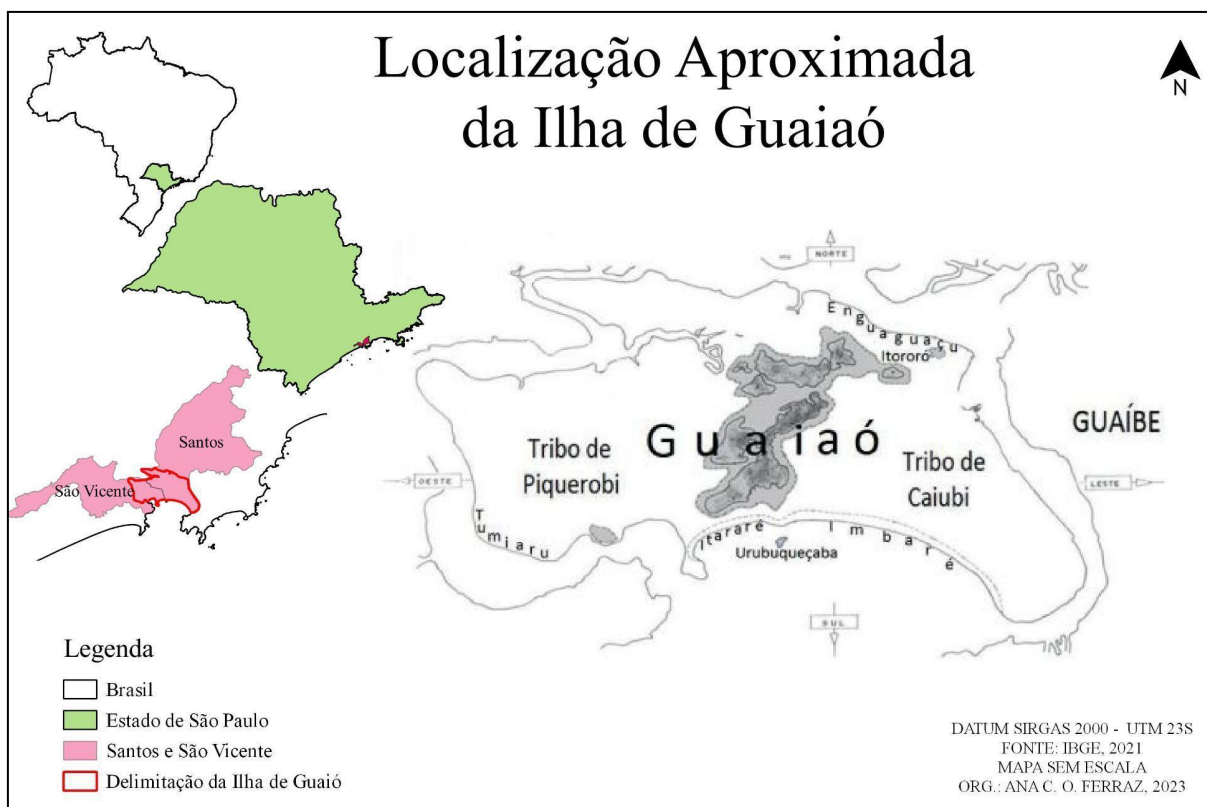 Localização Aproximada
da Ilha de Guaiaó
N
Santos
São Vicente
NORTE
Enguaguaçu
Itororó
GUAÍBE
Guaiaó
Tribo de
Piquerobi
Tribo de
Caiubi
OESTE
LESTE
Tumiaru
Itararé
Imbaré
Urubuqueçaba
SUL
Legenda
Brasil
Estado de São Paulo
Santos e São Vicente
Delimitação da Ilha de Guaió
DATUM SIRGAS 2000 - UTM 23S
FONTE: IBGE, 2021
MAPA SEM ESCALA
ORG.: ANA C. O. FERRAZ, 2023